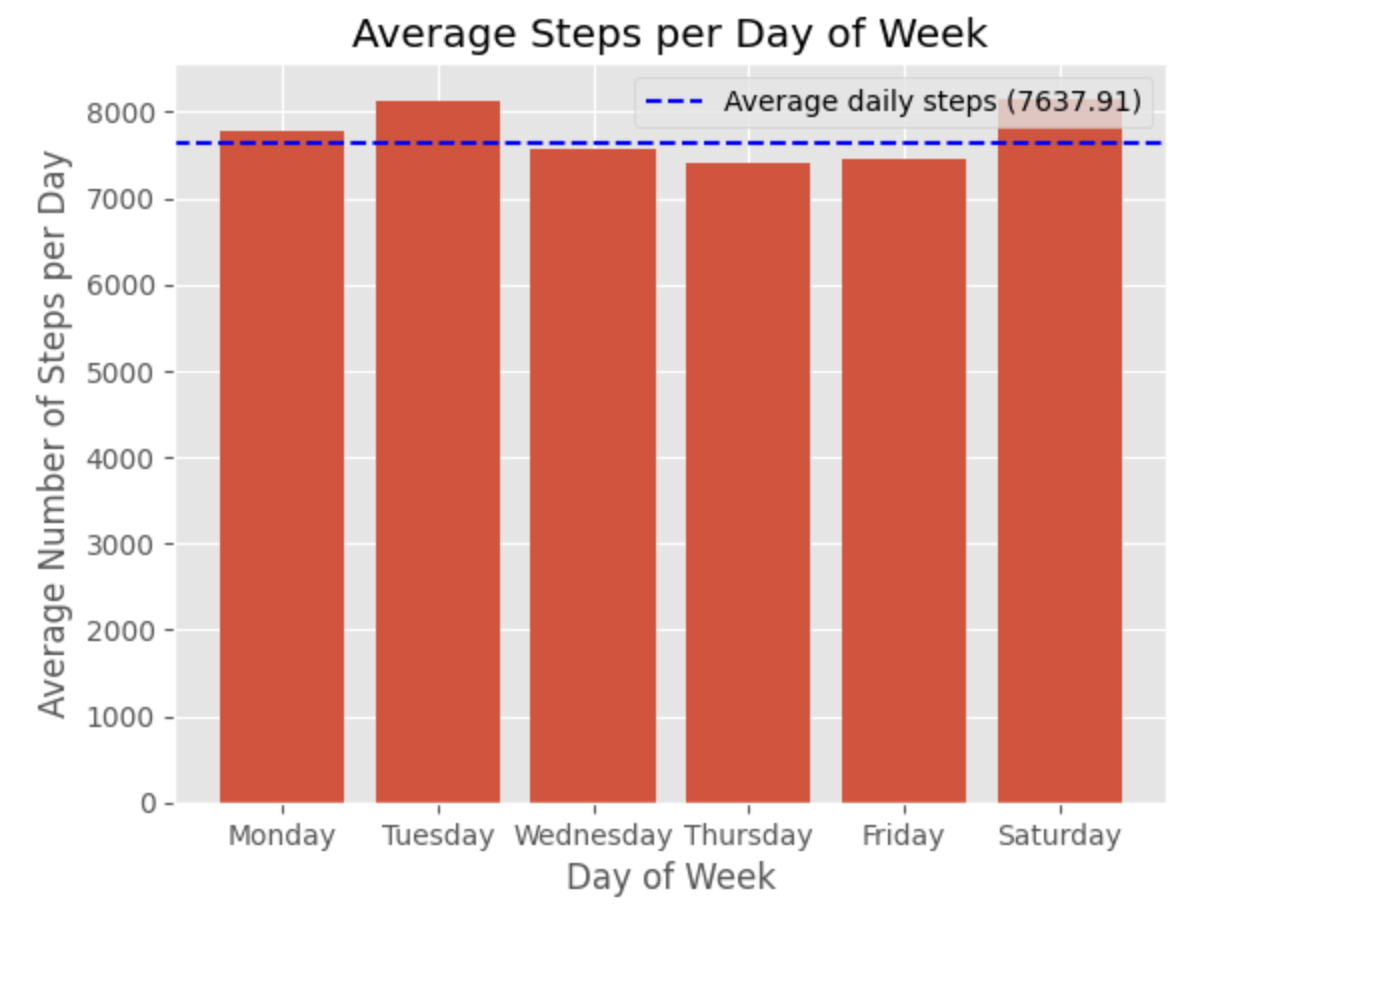 Average Steps per Day of Week
Average daily steps (7637.91)
Average Number of Steps per Day
8000
7000
6000
5000
4000
3000
2000
1000
0
Monday Tuesday Wednesday Thursday Friday Saturday
Day of Week